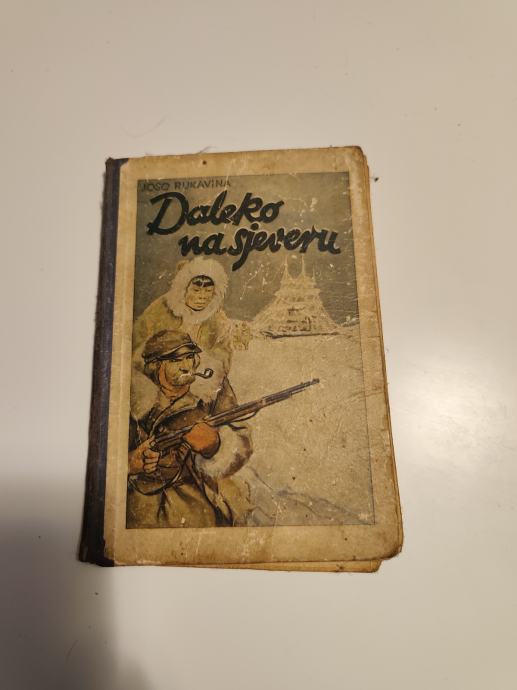 JOSO RUKAVINA
Daleko
na sjeveru